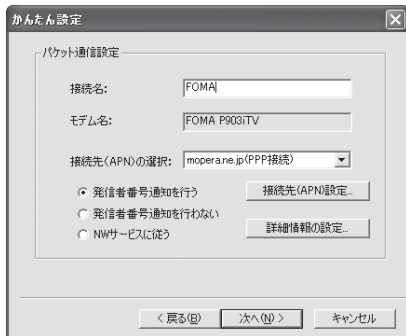 かんたん設定
パケット通信設定
接続名:
FOMA
モデム名:
FOMA P903iTV
接続先(APN)の選択:
mopera.ne.jp(PPP接続)
発信者番号通知を行う
接続先(APN)設定...
発信者番号通知を行わない
詳細情報の設定...
NWサービスに従う
< 戻る(B)
次へ(N) >
キャンセル